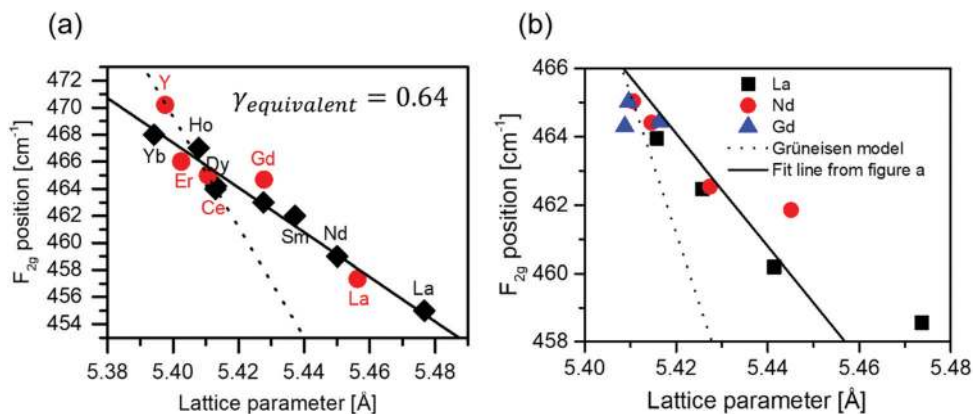 (a)
γequivalent = 0.64
472
470
468
466
464
462
460
458
456
454
F2g position [cm-1]
Y
Yb
Ho
Er
Dy
Ce
Gd
Sm
Nd
La
La
5.38 5.40 5.42 5.44 5.46 5.48
Lattice parameter [Å]
(b)
466
464
462
460
458
F2g position [cm-1]
La
Nd
Gd
Grüneisen model
Fit line from figure a
5.40 5.42 5.44 5.46 5.48
Lattice parameter [Å]